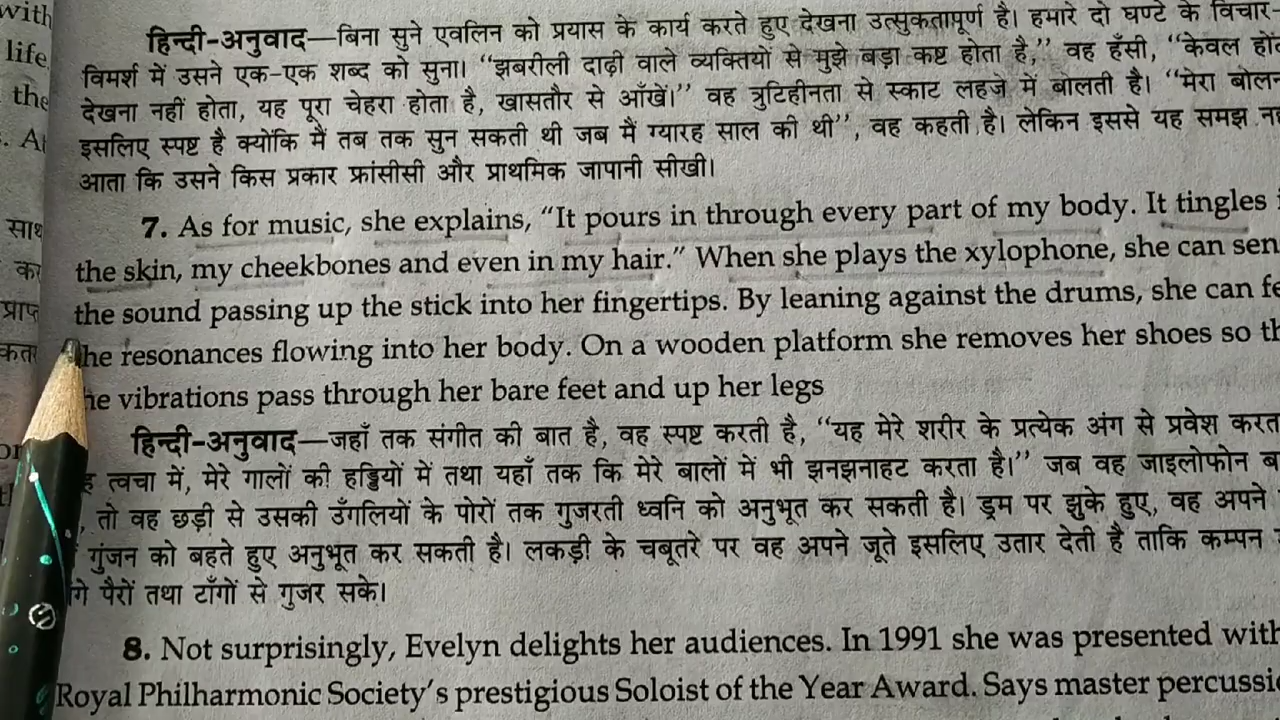 with
life
the
. A
साथ
क
प्राप्
कत
or
हिन्दी-अनुवाद—बिना सुने एवलिन को प्रयास के कार्य करते हुए देखना उत्सुकतापूर्ण है। हमारे दो घण्टे के विचार-
विमर्श में उसने एक-एक शब्द को सुना। “झबरीली दाढ़ी वाले व्यक्तियों से मुझे बड़ा कष्ट होता है,” वह हँसी, “केवल
देखना नहीं होता, यह पूरा चेहरा होता है, खासतौर से आँखें।” वह त्रुटिहीनता से स्काट लहजे में बोलती है। “मेरा
इसलिए स्पष्ट है क्योंकि मैं तब तक सुन सकती थी जब मैं ग्यारह साल की थी”, वह कहती है। लेकिन इससे यह समझ
आता कि उसने किस प्रकार फ्रांसीसी और प्राथमिक जापानी सीखी।
7. As for music, she explains, “It pours in through every part of my body. It tingles
the skin, my cheekbones and even in my hair.” When she plays the xylophone, she can
the sound passing up the stick into her fingertips. By leaning against the drums, she can
he resonances flowing into her body. On a wooden platform she removes her shoes so
he vibrations pass through her bare feet and up her legs
हिन्दी-अनुवाद—जहाँ तक संगीत की बात है, वह स्पष्ट करती है, “यह मेरे शरीर के प्रत्येक अंग से प्रवेश करत
ह त्वचा में, मेरे गालों की हड्डियों में तथा यहाँ तक कि मेरे बालों में भी झनझनाहट करता है।” जब वह जाइलोफोन ब
, तो वह छड़ी से उसकी उँगलियों के पोरों तक गुजरती ध्वनि को अनुभूत कर सकती है। ड्रम पर झुके हुए, वह अपने
गुंजन को बहते हुए अनुभूत कर सकती है। लकड़ी के चबूतरे पर वह अपने जूते इसलिए उतार देती है ताकि कम्पन
गे पैरों तथा टाँगों से गुजर सके।
8. Not surprisingly, Evelyn delights her audiences. In 1991 she was presented with
Royal Philharmonic Society’s prestigious Soloist of the Year Award. Says master percussi